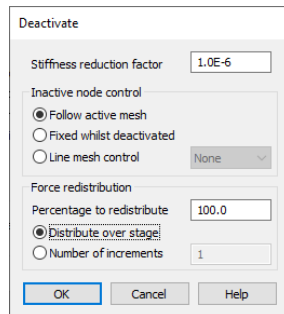 Deactivate
Stiffness reduction factor 1.0E-6
Inactive node control
Follow active mesh
Fixed whilst deactivated
Line mesh control None
Force redistribution
Percentage to redistribute 100.0
Distribute over stage
Number of increments 1
OK Cancel Help